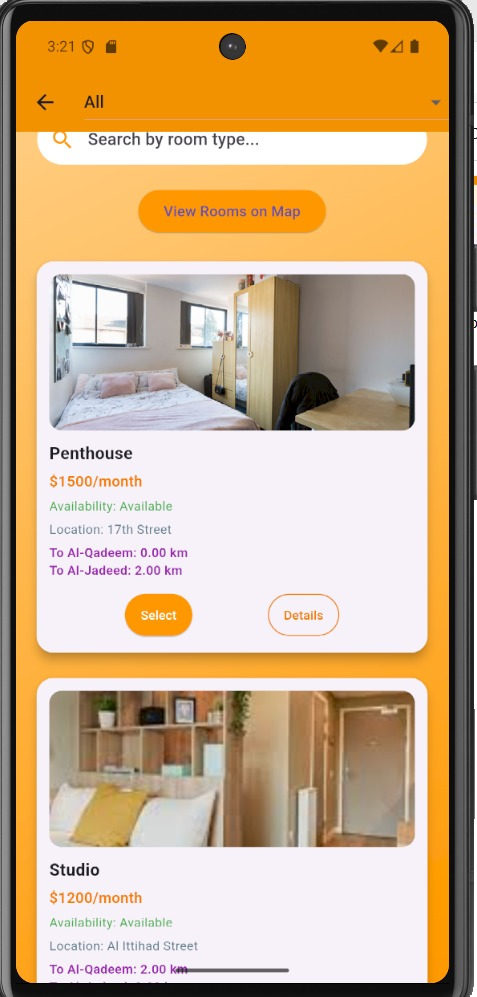 3:21
All
Search by room type...
View Rooms on Map
Penthouse
$1500/month
Availability: Available
Location: 17th Street
To Al-Qadeem: 0.00 km
To Al-Jadeed: 2.00 km
Select
Details
Studio
$1200/month
Availability: Available
Location: Al Ittihad Street
To Al-Qadeem: 2.00 km